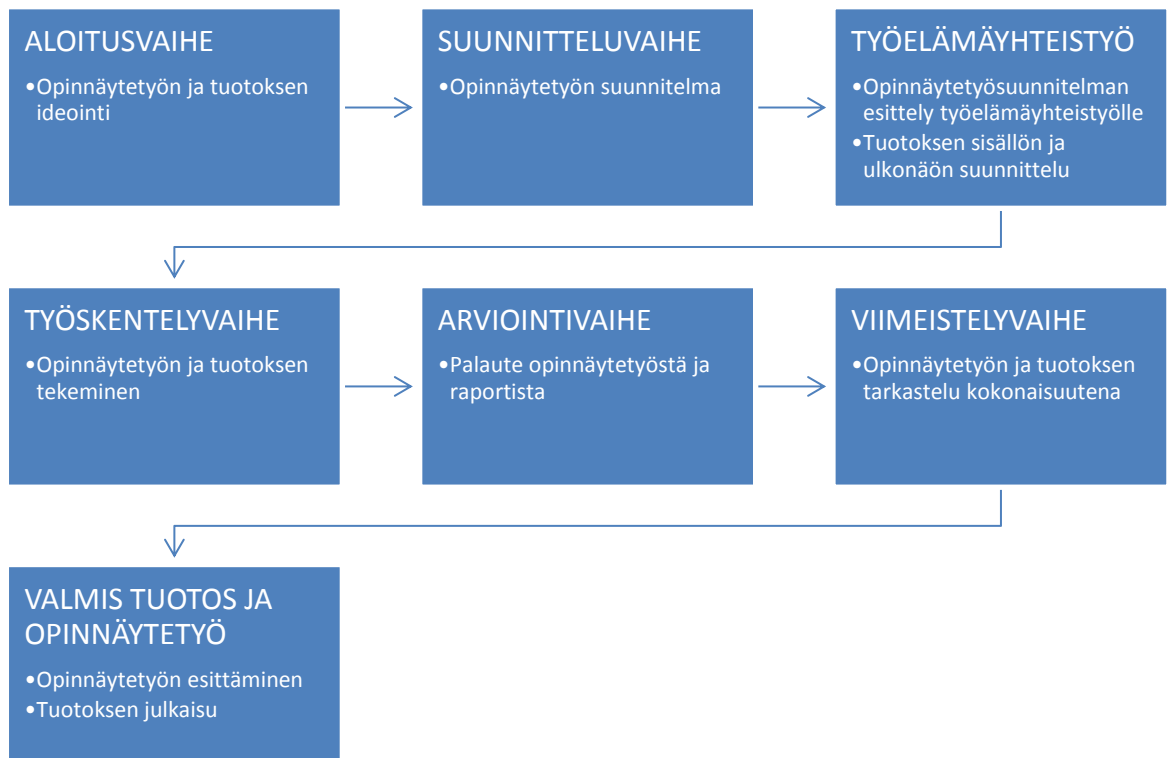 ALOITUSVAIHE
•Opinnäytetyön ja tuotoksen
ideointi
SUUNNITTELUVAIHE
•Opinnäytetyön suunnitelma
TYÖELÄMÄYHTEISTYÖ
•Opinnäytetyösuunnitelman
esittely työelämäyhteistyölle
•Tuotoksen sisällön ja
ulkonäön suunnittelu
TYÖSKENTELYVAIHE
•Opinnäytetyön ja tuotoksen
tekeminen
ARVIOINTIVAIHE
•Palaute opinnäytetyöstä ja
raportista
VIIMEISTELYVAIHE
•Opinnäytetyön ja tuotoksen
tarkastelu kokonaisuutena
VALMIS TUOTOS JA
OPINNÄYTETYÖ
•Opinnäytetyön esittäminen
•Tuotoksen julkaisu